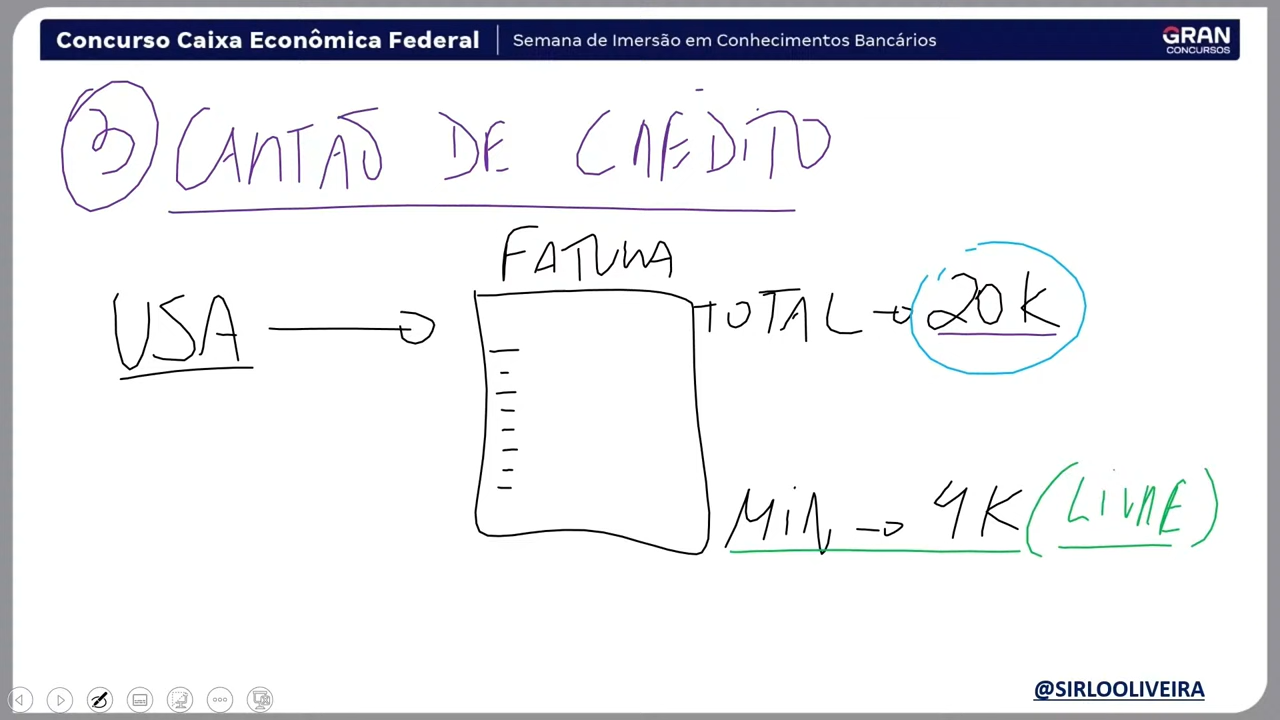 Concurso Caixa Econômica Federal | Semana de Imersão em Conhecimentos Bancários
GRAN CONCURSOS
3 CARTÃO DE CRÉDITO
FATURA
USA TOTAL → 20K
MIN → 4K (LIVRE)
@SIRLOOLIVEIRA